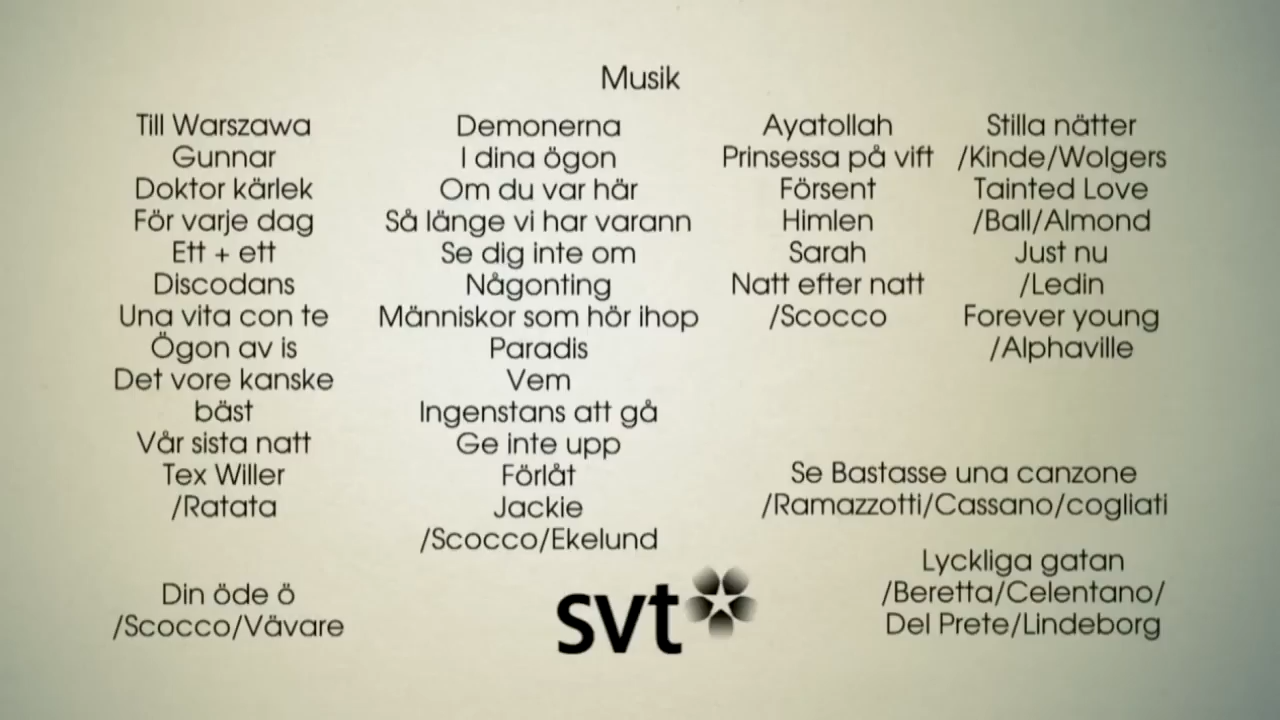 Musik
Till Warszawa
Gunnar
Doktor kärlek
För varje dag
Ett + ett
Discodans
Una vita con te
Ögon av is
Det vore kanske
bäst
Vår sista natt
Tex Willer
/Ratata
Din öde ö
/Scocco/Vävare
Demonerna
I dina ögon
Om du var här
Så länge vi har varann
Se dig inte om
Någonting
Människor som hör ihop
Paradis
Vem
Ingenstans att gå
Ge inte upp
Förlåt
Jackie
/Scocco/Ekelund
svt
Ayatollah
Prinsessa på vift
Försent
Himlen
Sarah
Natt efter natt
/Scocco
Stilla nätter
/Kinde/Wolgers
Tainted Love
/Ball/Almond
Just nu
/Ledin
Forever young
/Alphaville
Se Bastasse una canzone
/Ramazzotti/Cassano/cogliati
Lyckliga gatan
/Beretta/Celentano/
Del Prete/Lindeborg